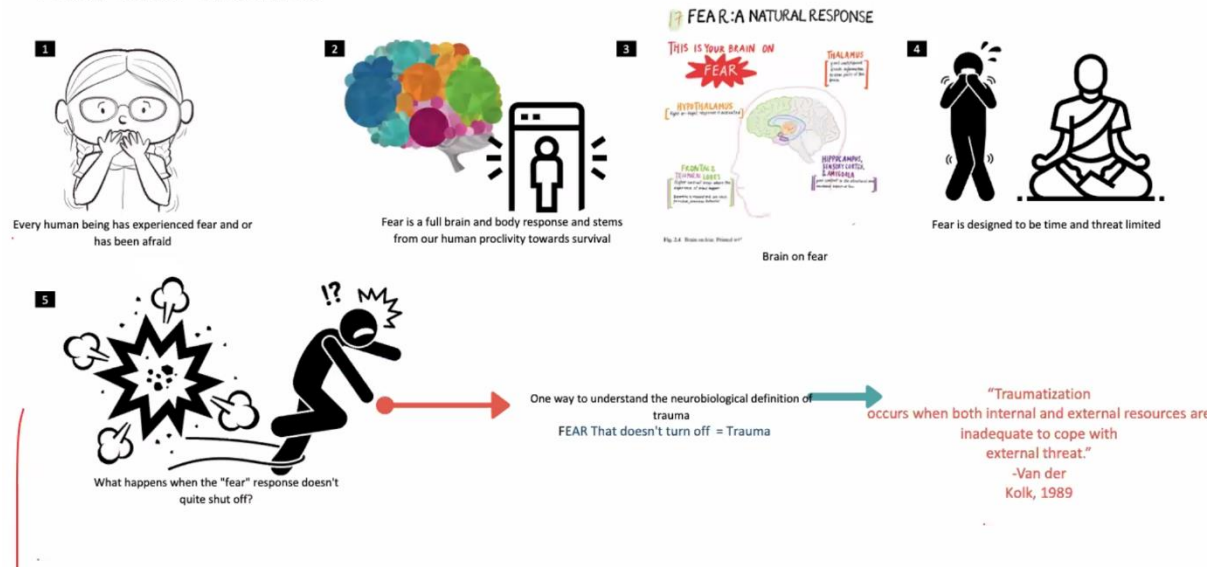 1
Every human being has experienced fear and or
has been afraid
2
Fear is a full brain and body response and stems
from our human proclivity towards survival
3
17 FEAR: A NATURAL RESPONSE
THIS IS YOUR BRAIN ON
FEAR
THALAMUS
HYPOTHALAMUS
FRONTAL &
LOBES
HIPPOCAMPUS,
SENSORY CORTEX,
& AMYGDALA
Brain on fear
4
Fear is designed to be time and threat limited
5
!?
What happens when the "fear" response doesn't
quite shut off?
One way to understand the neurobiological definition of
trauma
FEAR That doesn't turn off = Trauma
“Traumatization
occurs when both internal and external resources are
inadequate to cope with
external threat.”
-Van der
Kolk, 1989